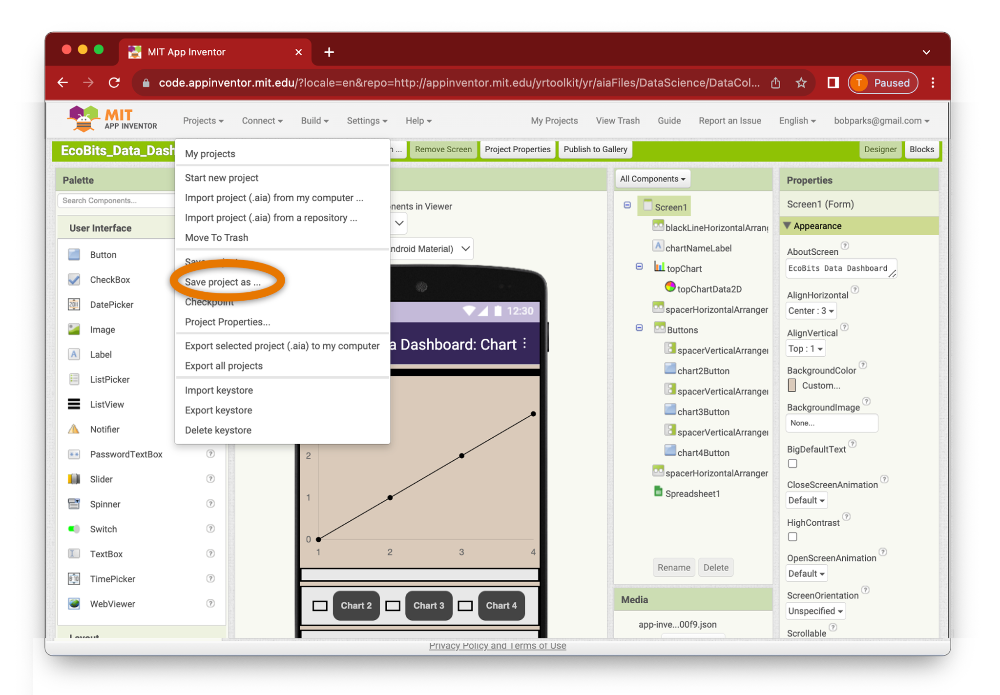 MIT App Inventor
code.appinventor.mit.edu/?locale=en&repo=http://appinventor.mit.edu/yrtoolkit/yr/aiaFiles/DataScience/DataCol...
T Paused
MIT
APP INVENTOR
Projects Connect Build Settings Help My Projects View Trash Guide Report an Issue English bobparks@gmail.com
EcoBits_Data_Dash
... Remove Screen Project Properties Publish to Gallery Designer Blocks
My projects
Start new project
Import project (.aia) from my computer ...
Import project (.aia) from a repository ...
Move To Trash
Save project as ...
Checkpoint
Project Properties...
Export selected project (.aia) to my computer
Export all projects
Import keystore
Export keystore
Delete keystore
Palette
Search Components...
User Interface
Button
CheckBox
DatePicker
Image
Label
ListPicker
ListView
Notifier
PasswordTextBox ?
Slider ?
Spinner ?
Switch ?
TextBox ?
TimePicker ?
WebViewer ?
Layout
nents in Viewer
ndroid Material)
12:30
a Dashboard: Chart
2
1
0
1 2 3 4
Chart 2 Chart 3 Chart 4
All Components
Screen1
blackLineHorizontalArrang
chartNameLabel
topChart
topChartData2D
spacerHorizontalArranger
Buttons
spacerVerticalArranger
chart2Button
spacerVerticalArranger
chart3Button
spacerVerticalArranger
chart4Button
spacerHorizontalArranger
Spreadsheet1
Rename Delete
Media
app-inve...00f9.json
Properties
Screen1 (Form)
Appearance
AboutScreen ?
EcoBits Data Dashboard
AlignHorizontal ?
Center : 3
AlignVertical ?
Top : 1
BackgroundColor ?
Custom...
BackgroundImage ?
None...
BigDefaultText ?
CloseScreenAnimation ?
Default
HighContrast ?
OpenScreenAnimation ?
Default
ScreenOrientation ?
Unspecified
Scrollable ?
Privacy Policy and Terms of Use